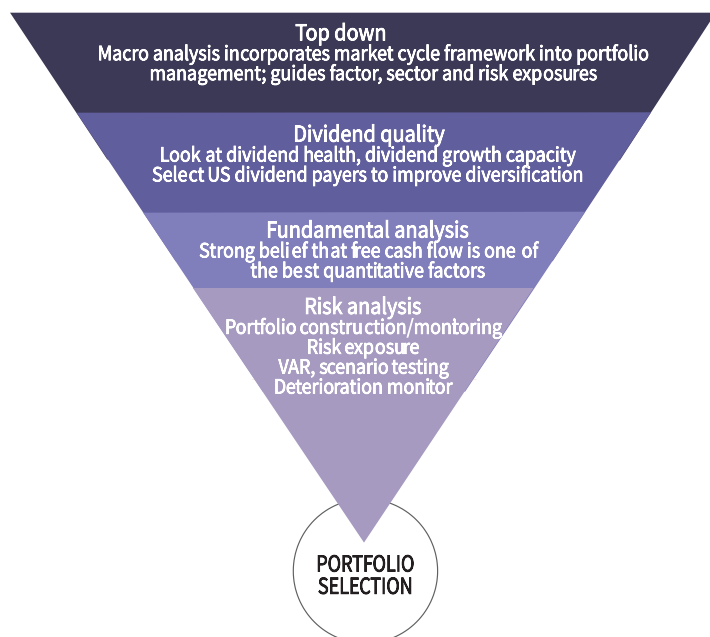 Top down
Macro analysis incorporates market cycle framework into portfolio
management; guides factor, sector and risk exposures
Dividend quality
Look at dividend health, dividend growth capacity
Select US dividend payers to improve diversification
Fundamental analysis
Strong belief that free cash flow is one of
the best quantitative factors
Risk analysis
Portfolio construction/montoring
Risk exposure
VAR, scenario testing
Deterioration monitor
PORTFOLIO
SELECTION